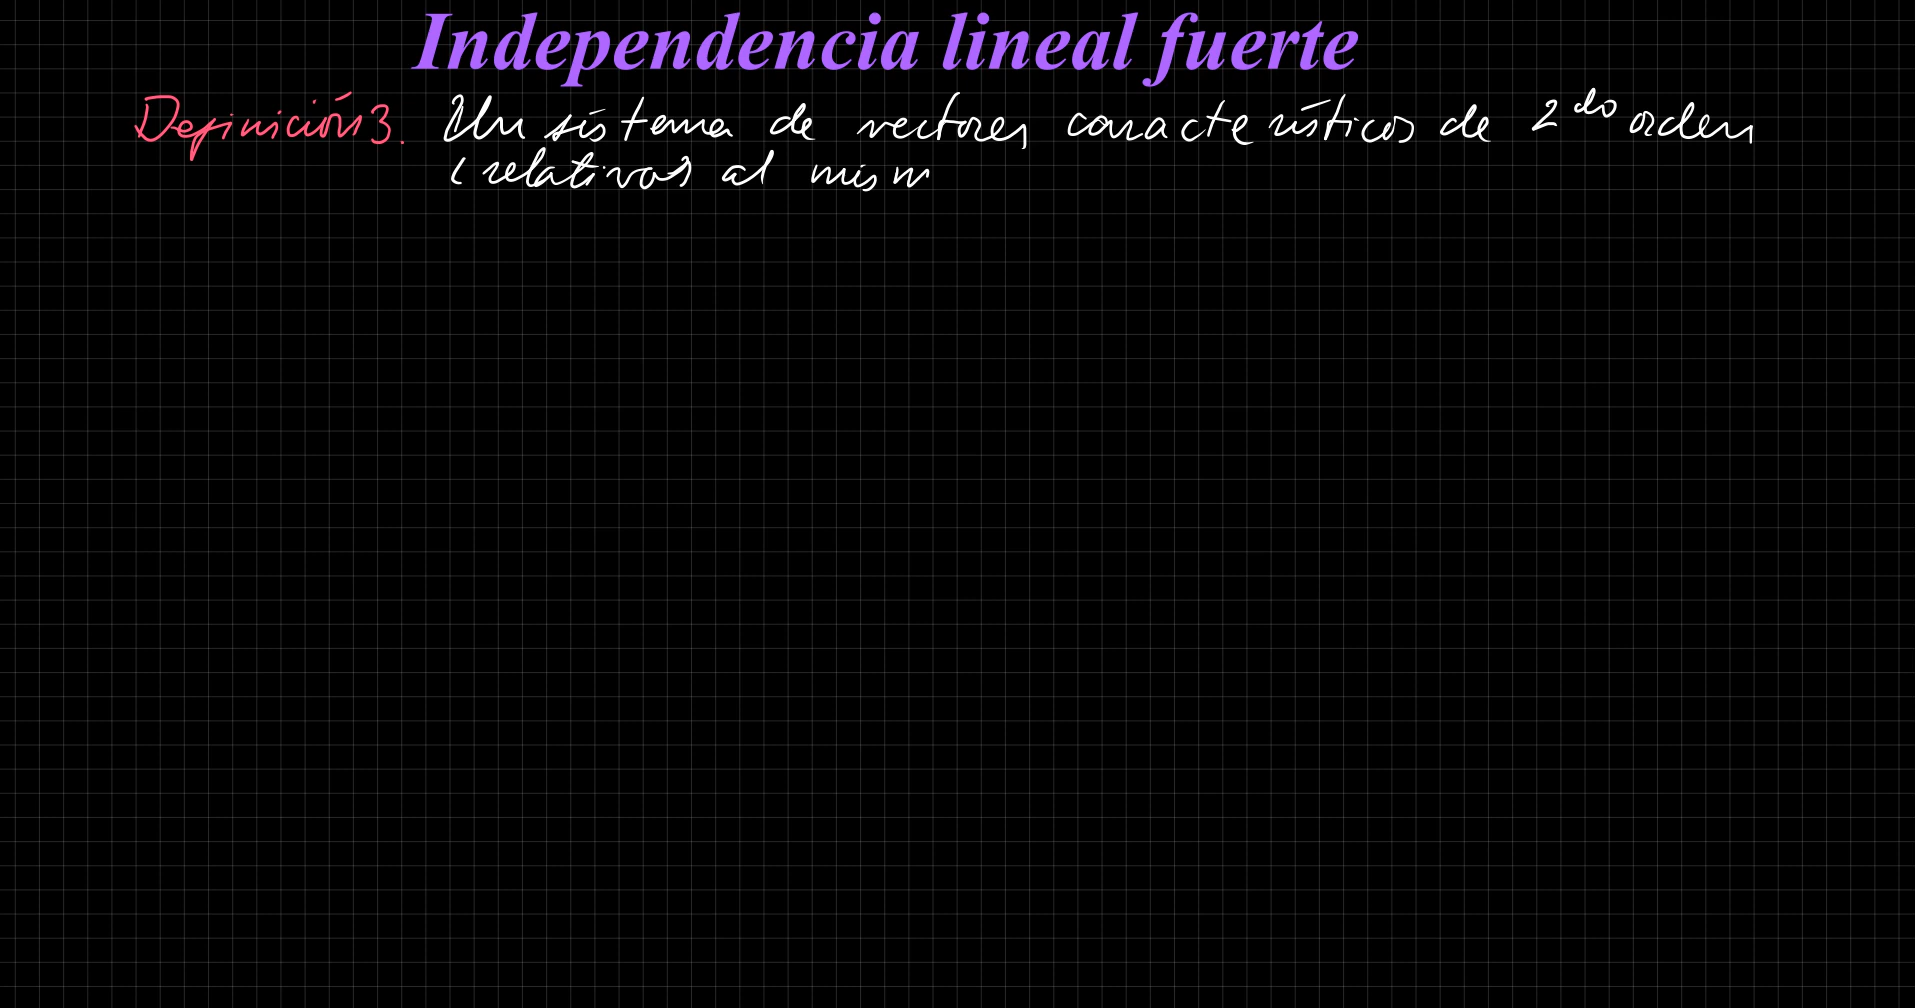 Independencia lineal fuerte
Definición 3. Un sistema de vectores característicos de 2do orden
(relativos al mism